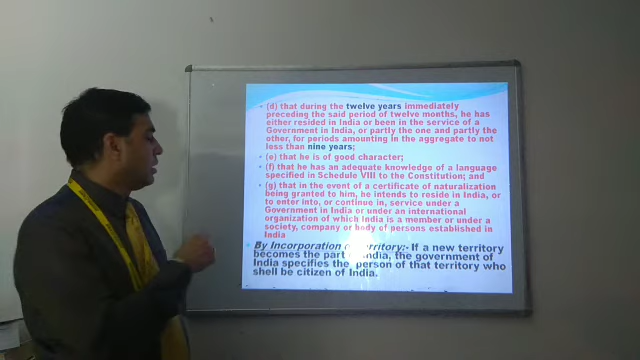 (d) that during the twelve years immediately
preceding the said period of twelve months, he has
either resided in India or been in the service of a
Government in India, or partly the one and partly the
other, for periods amounting in the aggregate to not
less than nine years;
(e) that he is of good character;
(f) that he has an adequate knowledge of a language
specified in Schedule VIII to the Constitution; and
(g) that in the event of a certificate of naturalization
being granted to him, he intends to reside in India, or
to enter into, or continue in, service under a
Government in India or under an international
organization of which India is a member or under a
society, company or body of persons established in
India
By Incorporation of Territory:- If a new territory
becomes the part of India, the government of
India specifies the person of that territory who
shell be citizen of India.